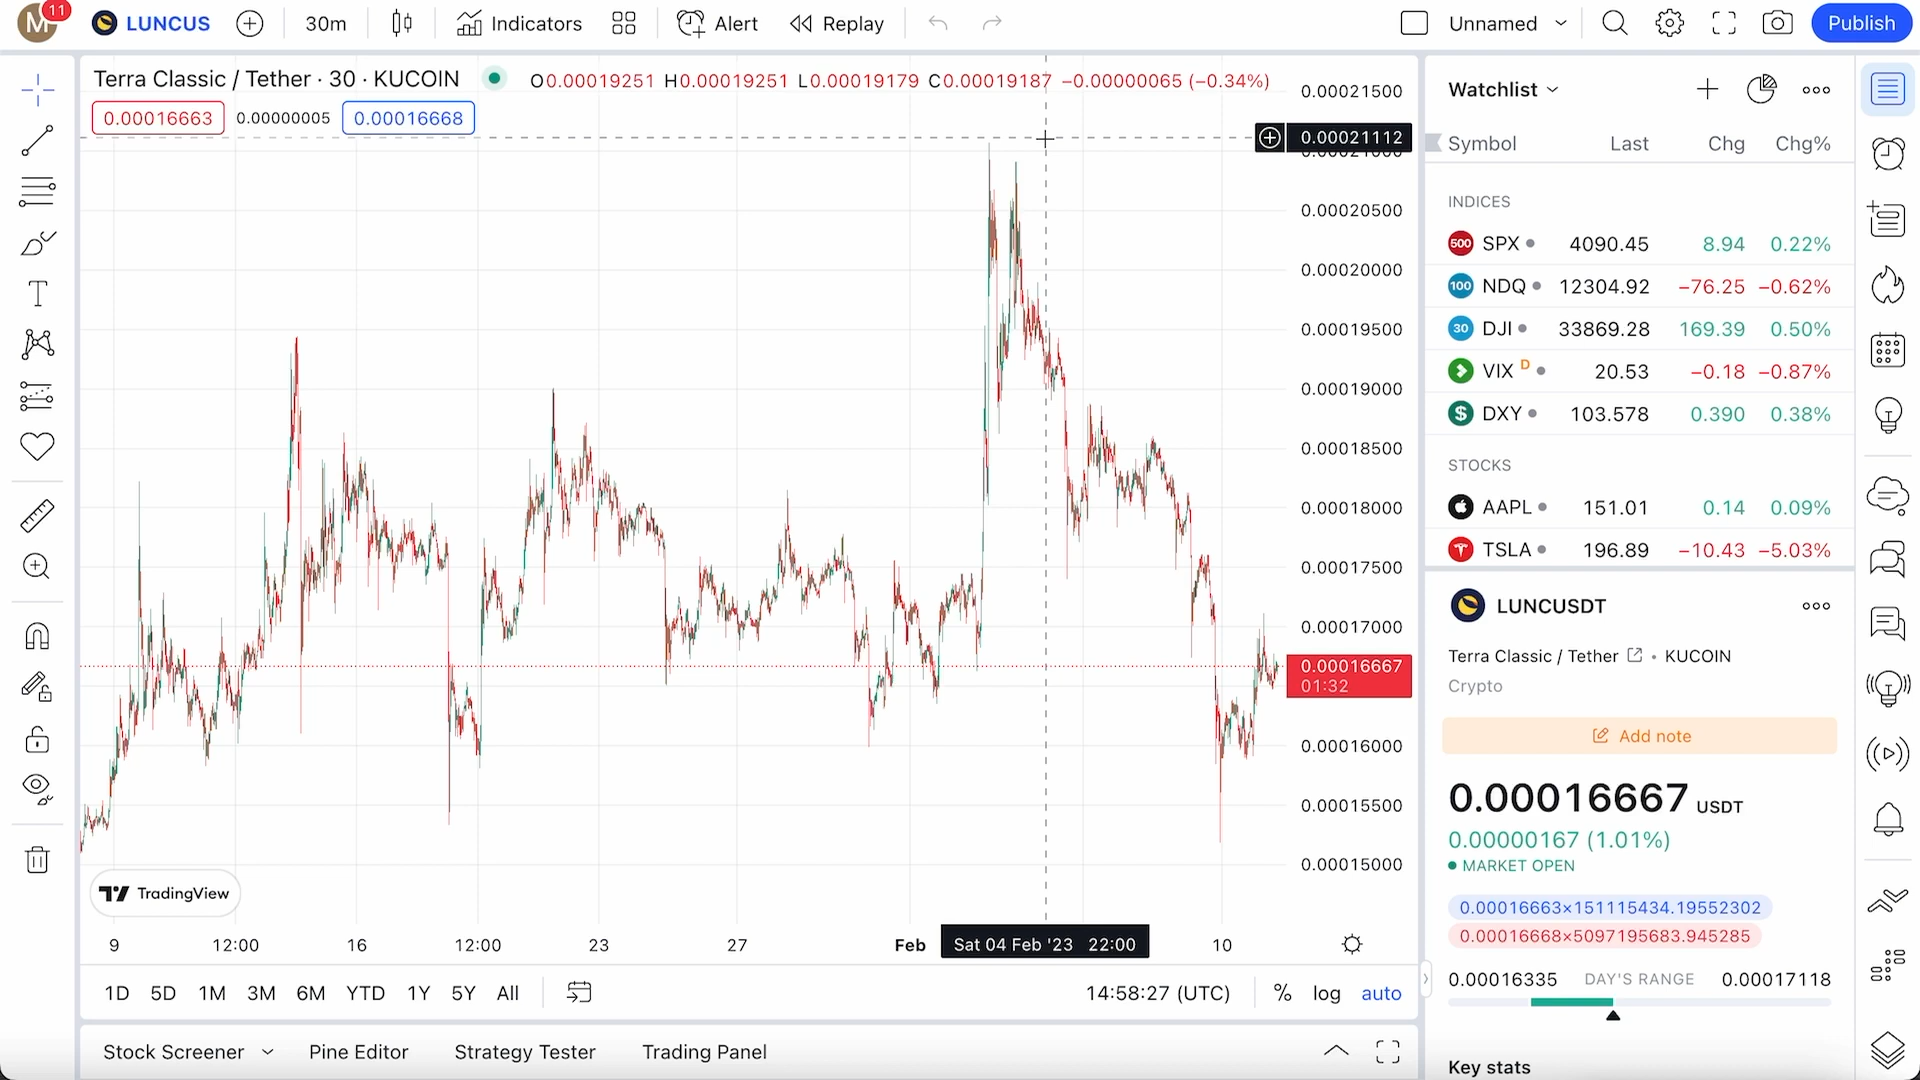 M 11 LUNCUS 30m Indicators Alert Replay Unnamed Publish
Terra Classic / Tether · 30 · KUCOIN O0.00019251 H0.00019251 L0.00019179 C0.00019187 −0.00000065 (−0.34%)
0.00016663 0.00000005 0.00016668
0.00021500
0.00021112
0.00020500
0.00020000
0.00019500
0.00019000
0.00018500
0.00018000
0.00017500
0.00017000
0.00016667
01:32
0.00016000
0.00015500
0.00015000
TradingView
9 12:00 16 12:00 23 27 Feb Sat 04 Feb '23 22:00 10
1D 5D 1M 3M 6M YTD 1Y 5Y All 14:58:27 (UTC) % log auto
Stock Screener Pine Editor Strategy Tester Trading Panel
Watchlist
Symbol Last Chg Chg%
INDICES
500 SPX 4090.45 8.94 0.22%
100 NDQ 12304.92 −76.25 −0.62%
30 DJI 33869.28 169.39 0.50%
VIX D 20.53 −0.18 −0.87%
$ DXY 103.578 0.390 0.38%
STOCKS
AAPL 151.01 0.14 0.09%
TSLA 196.89 −10.43 −5.03%
LUNCUSDT
Terra Classic / Tether • KUCOIN
Crypto
Add note
0.00016667 USDT
0.00000167 (1.01%)
MARKET OPEN
0.00016663×151115434.19552302
0.00016668×5097195683.945285
0.00016335 DAY'S RANGE 0.00017118
Key stats